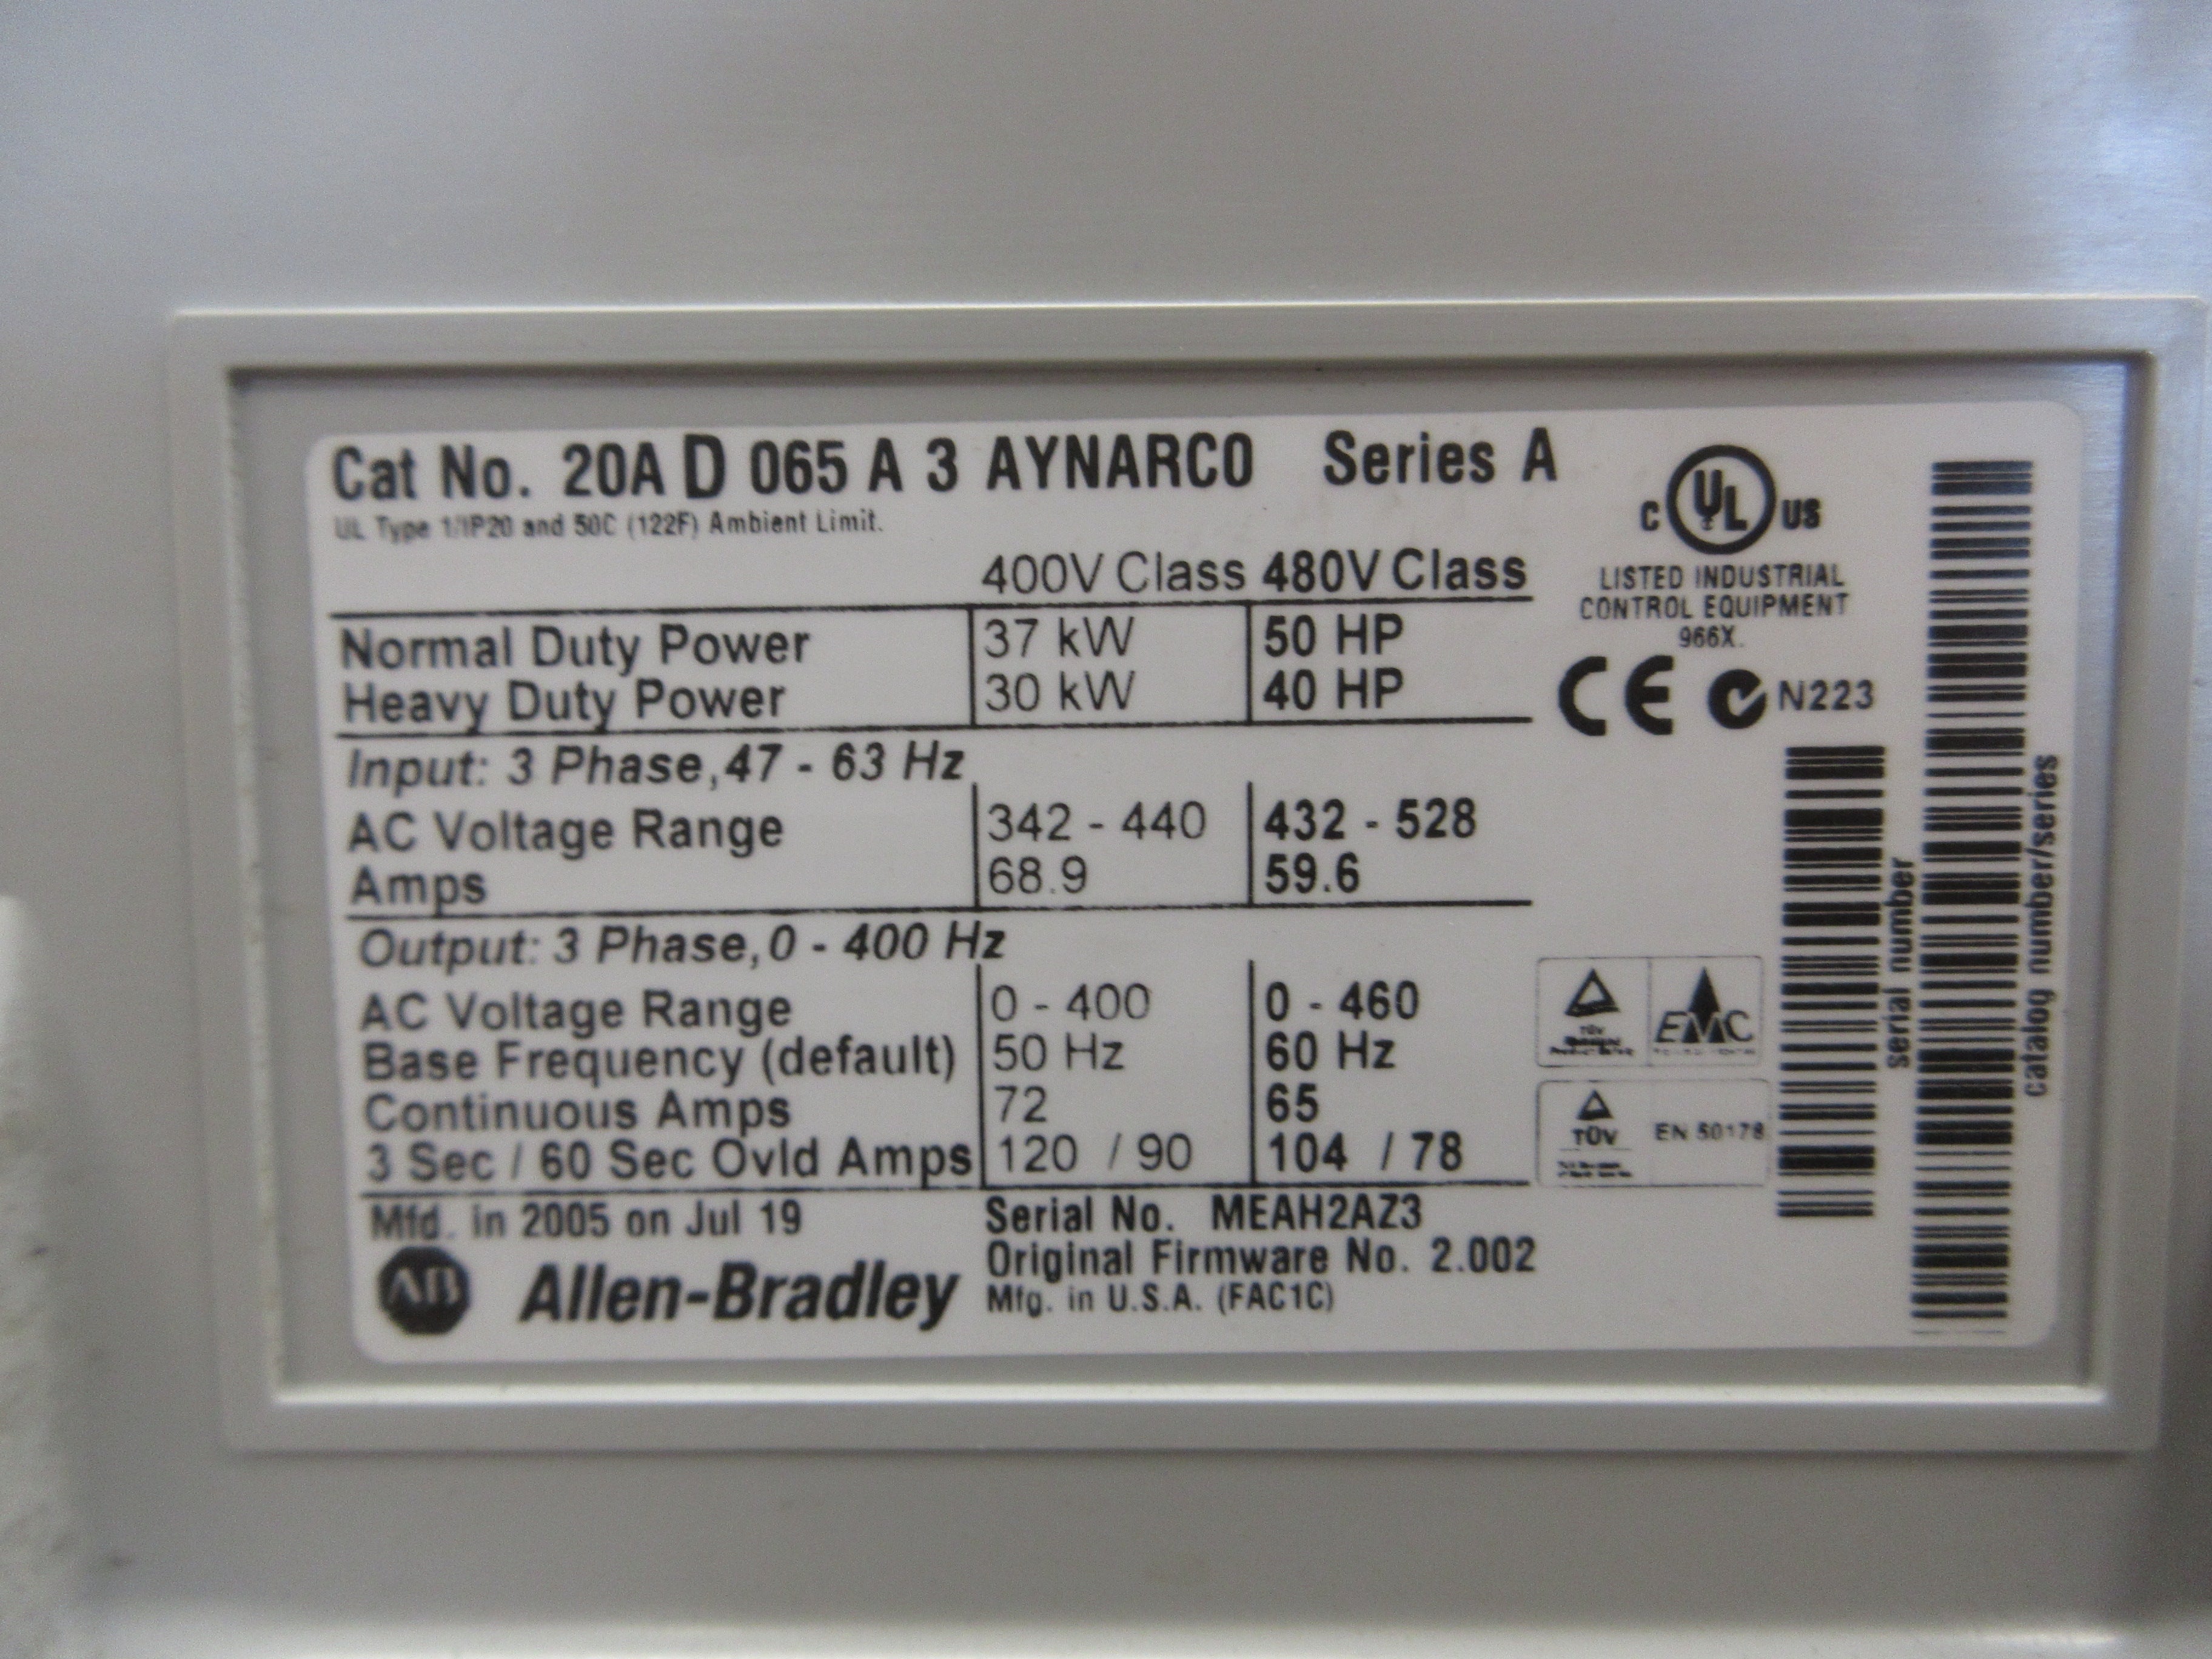 Cat No. 20A D 065 A 3 AYNARC0 Series A
UL Type 1/IP20 and 50C (122F) Ambient Limit.
400V Class 480V Class
Normal Duty Power 37 kW 50 HP
Heavy Duty Power 30 kW 40 HP
Input: 3 Phase, 47 - 63 Hz
AC Voltage Range 342 - 440 432 - 528
Amps 68.9 59.6
Output: 3 Phase, 0 - 400 Hz
AC Voltage Range 0 - 400 0 - 460
Base Frequency (default) 50 Hz 60 Hz
Continuous Amps 72 65
3 Sec / 60 Sec Ovld Amps 120 / 90 104 / 78
Mfd. in 2005 on Jul 19
Serial No. MEAH2AZ3
Original Firmware No. 2.002
Mfg. in U.S.A. (FAC1C)
AB Allen-Bradley
C UL US
LISTED INDUSTRIAL
CONTROL EQUIPMENT
966X.
CE N223
TÜV
EMC
TÜV EN 50178
serial number
catalog number/series